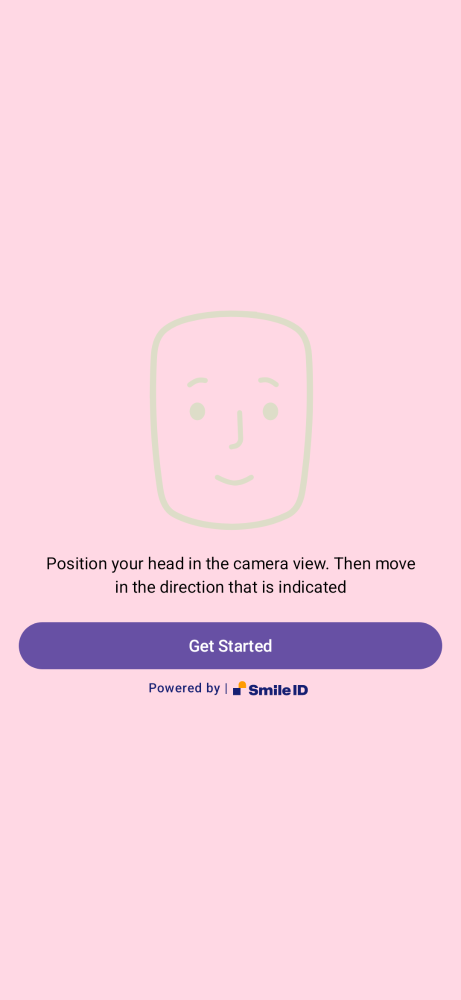 Position your head in the camera view. Then move
in the direction that is indicated
Get Started
Powered by | Smile ID